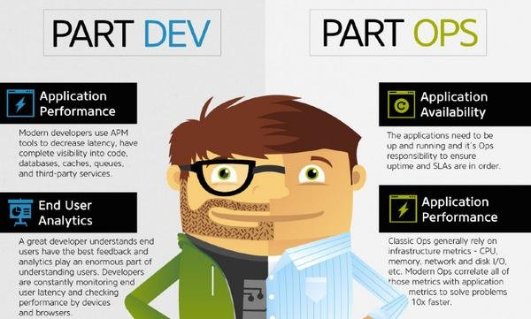 PART DEV
Application
Performance
Modern developers use APM
tools to decrease latency, have
complete visibility into code,
databases, caches, queues,
and third-party services.
End User
Analytics
A great developer understands end
users have the best feedback and
analytics play an enormous part of
understanding users. Developers
are constantly monitoring end
user latency and checking
performance by devices
and browsers.
PART OPS
Application
Availability
The applications need to be
up and running and it's Ops
responsibility to ensure
uptime and SLAs are in order.
Application
Performance
Classic Ops generally rely on
infrastructure metrics - CPU,
memory, network and disk I/O,
etc. Modern Ops correlate all of
those metrics with application
metrics to solve problems
10x faster.